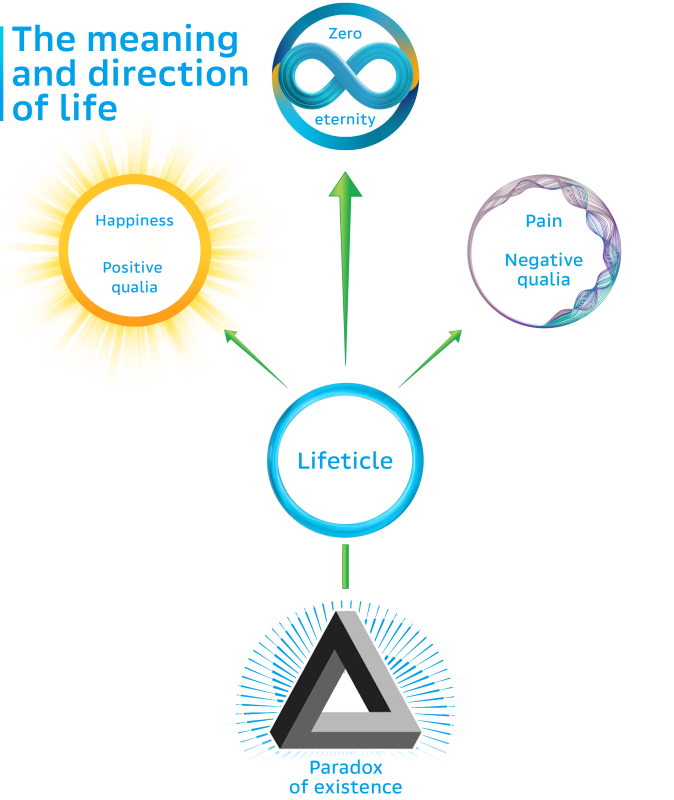 The meaning
and direction
of life
Zero
eternity
Happiness
Positive
qualia
Pain
Negative
qualia
Lifeticle
Paradox
of existence